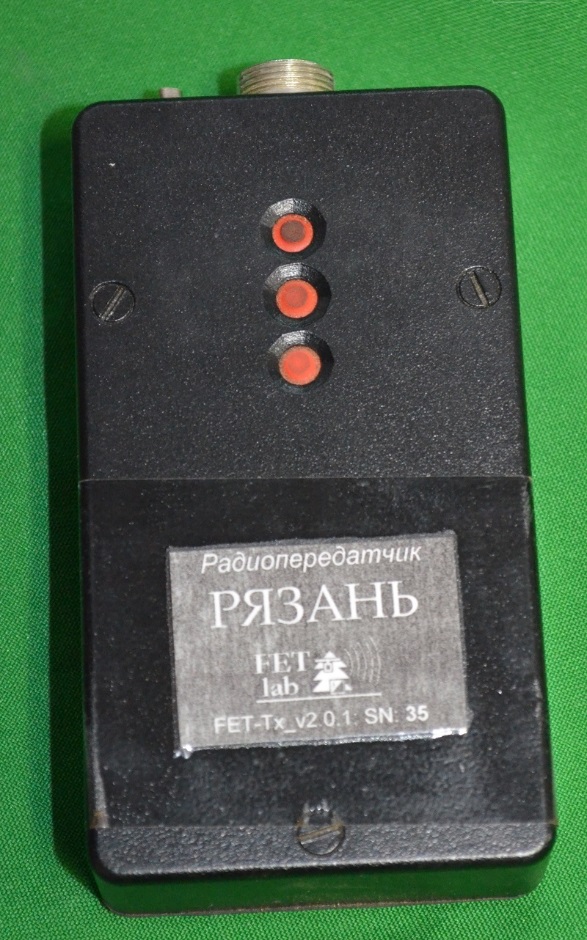 Радиопередатчик
РЯЗАНЬ
FET
lab
FET-Tx_v2 0.1: SN: 35